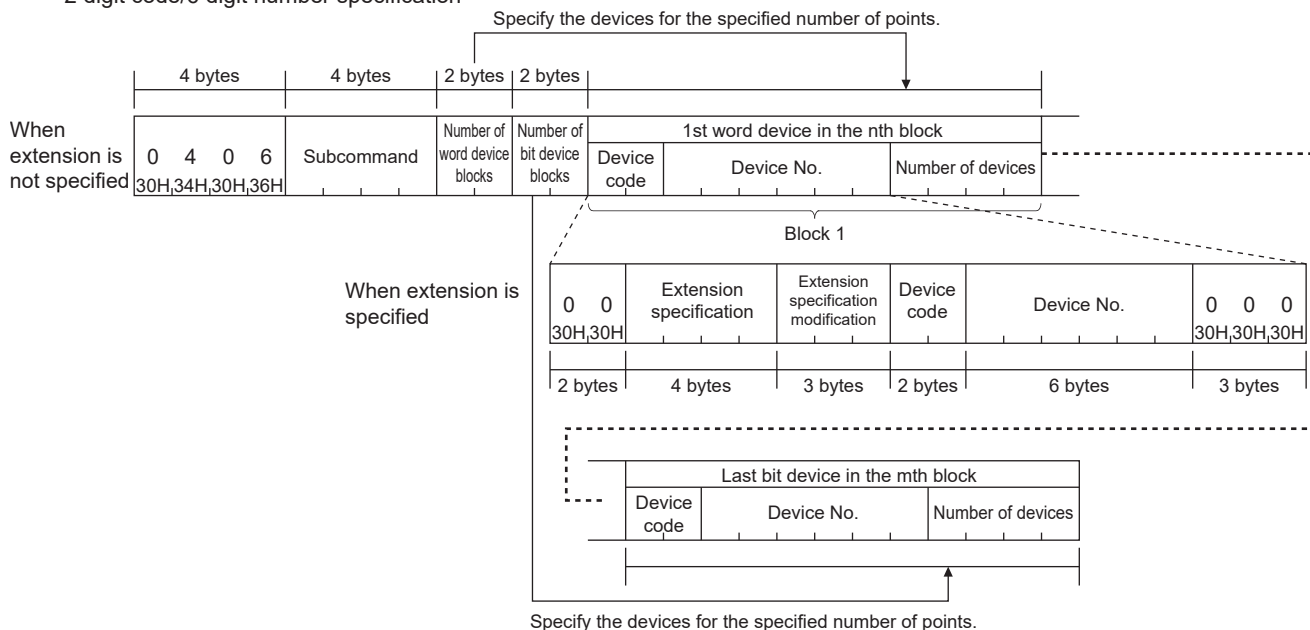 2-digit code/6-digit number specification
Specify the devices for the specified number of points.
4 bytes 4 bytes 2 bytes 2 bytes
When
extension is
not specified
0 4 0 6
30H 34H 30H 36H
Subcommand
Number of
word device
blocks
Number of
bit device
blocks
1st word device in the nth block
Device
code
Device No.
Number of devices
Block 1
When extension is
specified
0 0
30H 30H
Extension
specification
Extension
specification
modification
Device
code
Device No.
0 0 0
30H 30H 30H
2 bytes 4 bytes 3 bytes 2 bytes 6 bytes 3 bytes
Last bit device in the mth block
Device
code
Device No.
Number of devices
Specify the devices for the specified number of points.